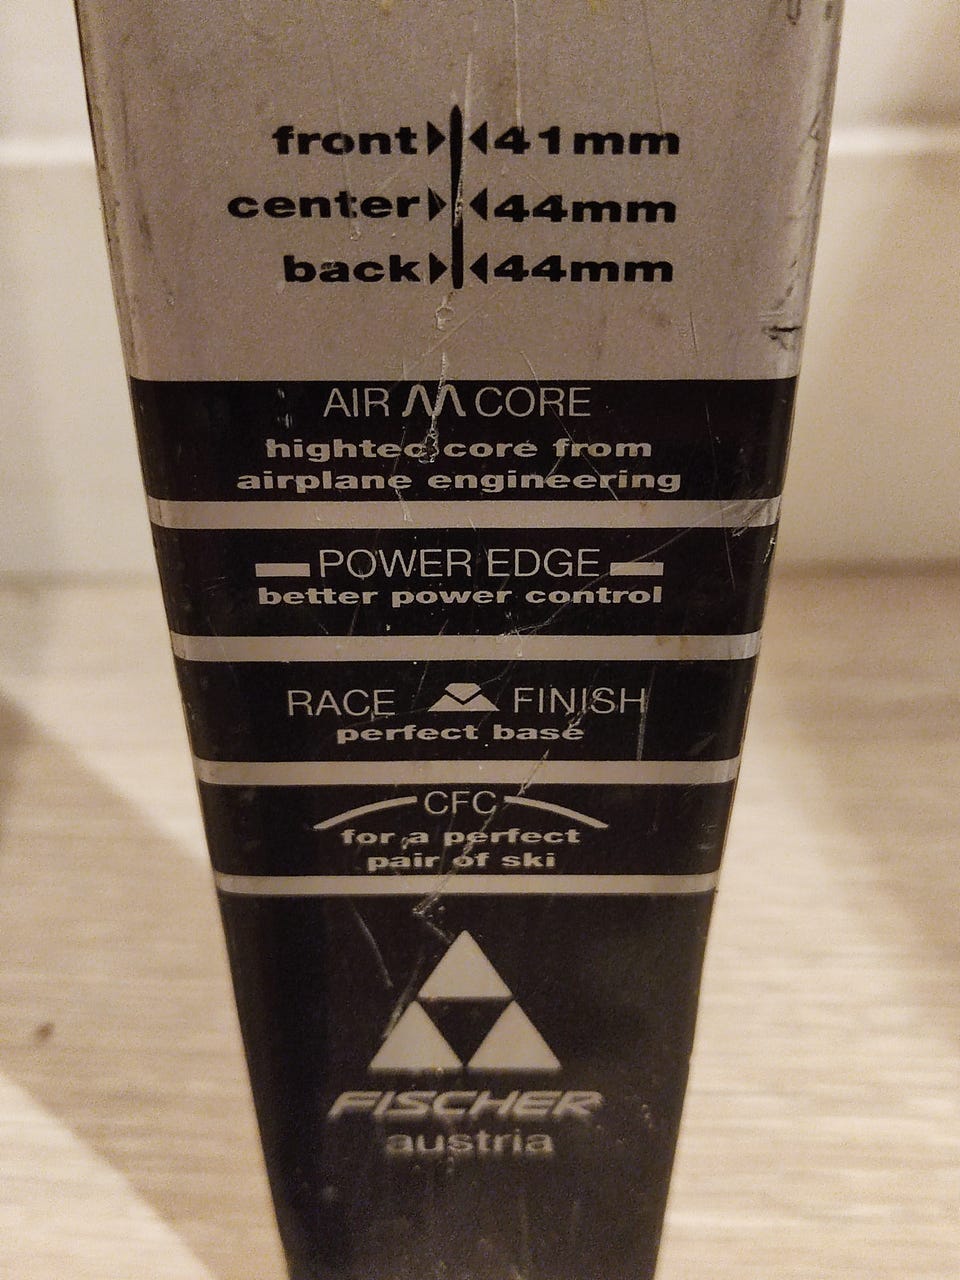 front 41mm
center 44mm
back 44mm
AIR CORE
hightec core from
airplane engineering
POWER EDGE
better power control
RACE FINISH
perfect base
CFC
for a perfect
pair of ski
FISCHER
austria